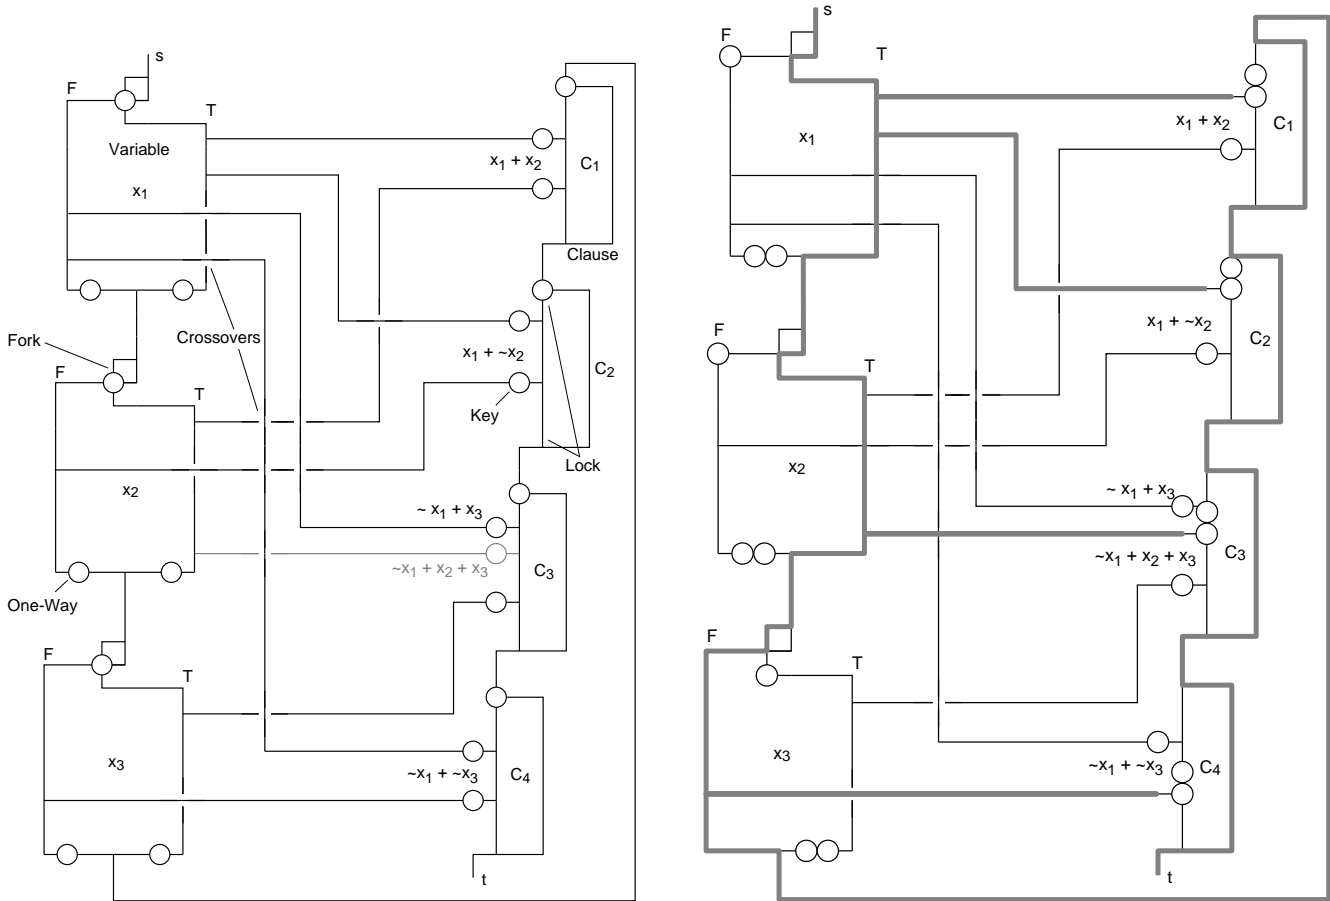 s
F
T
Variable
x1
x1 + x2
C1
Clause
Crossovers
Fork
F
T
x1 + ~x2
C2
Key
Lock
x2
~ x1 + x3
~x1 + x2 + x3
C3
One-Way
F
T
x3
~x1 + ~x3
C4
t
s
F
T
x1
x1 + x2
C1
x1 + ~x2
C2
F
T
x2
~ x1 + x3
~x1 + x2 + x3
C3
F
T
x3
~x1 + ~x3
C4
t